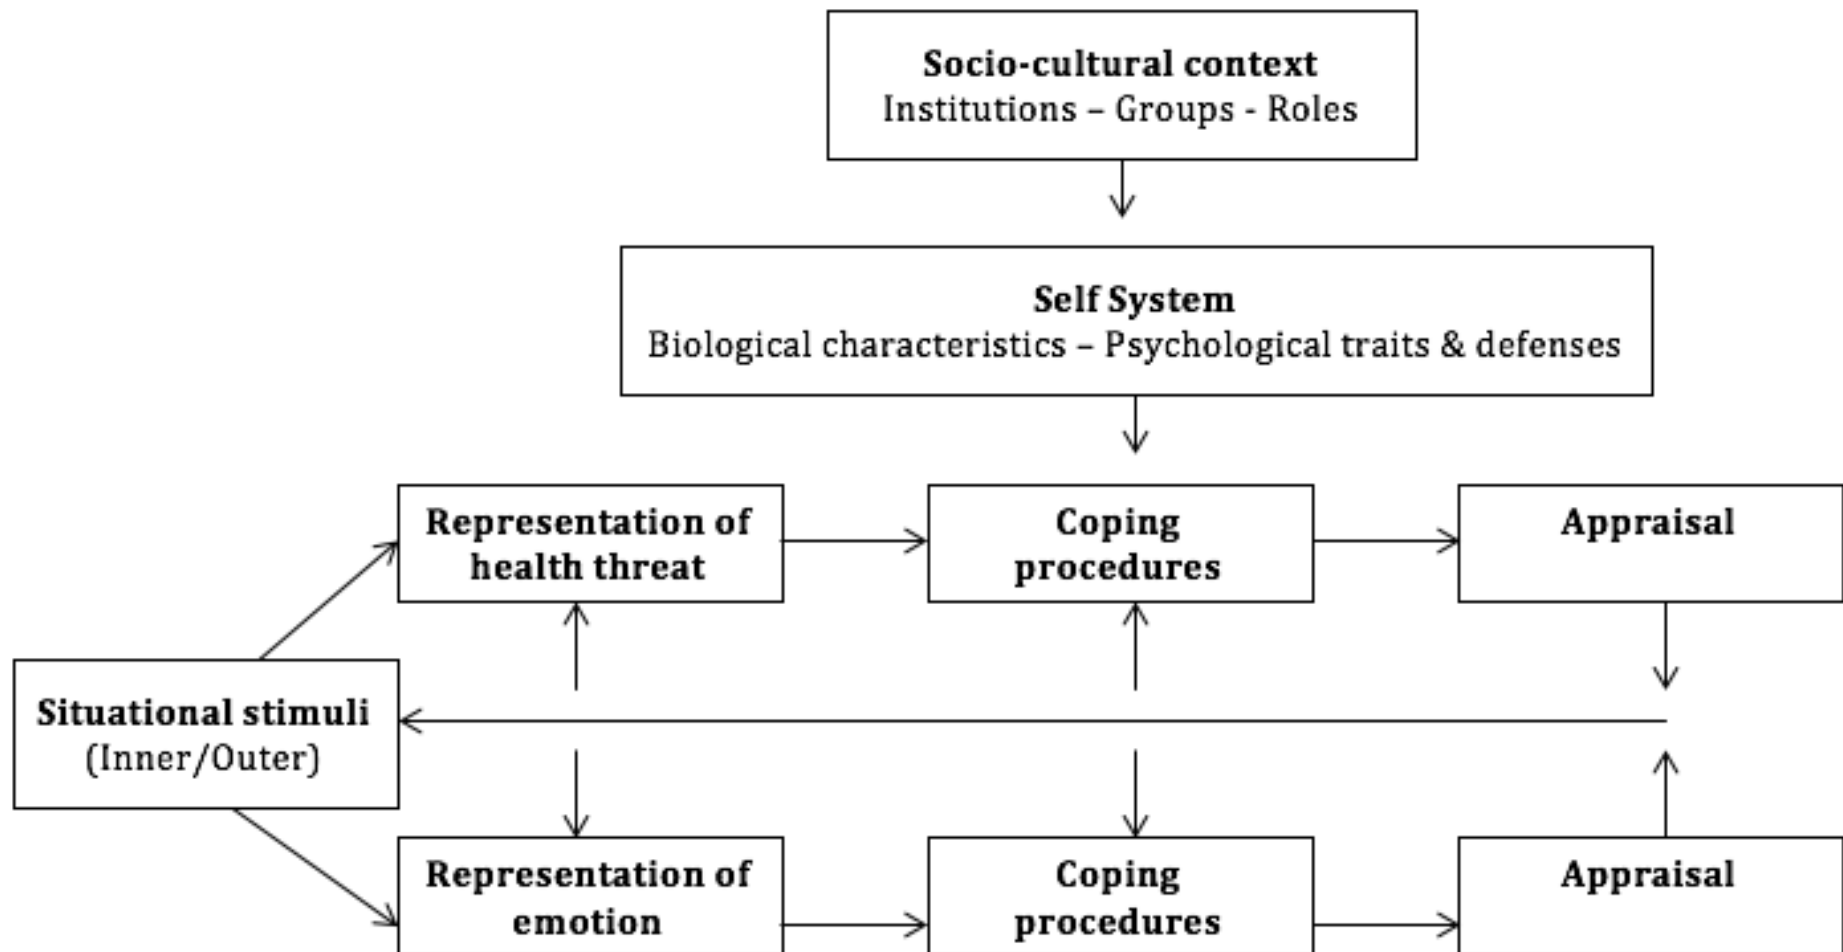 Socio-cultural context
Institutions – Groups - Roles
Self System
Biological characteristics – Psychological traits & defenses
Representation of
health threat
Coping
procedures
Appraisal
Situational stimuli
(Inner/Outer)
Representation of
emotion
Coping
procedures
Appraisal